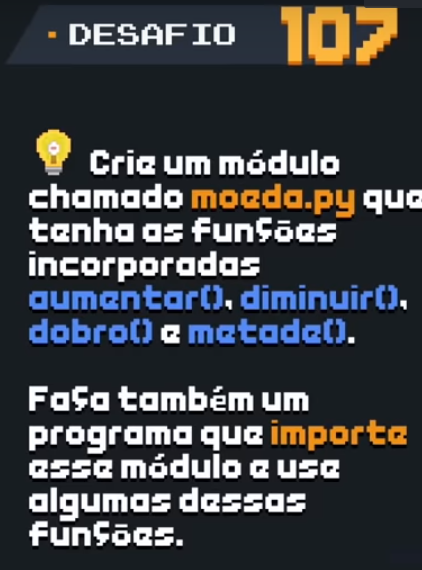 DESAFIO 107
Crie um módulo
chamado moeda.py que
tenha as funções
incorporadas
aumentar(), diminuir(),
dobro() e metade().
Faça também um
programa que importe
esse módulo e use
algumas dessas
funções.